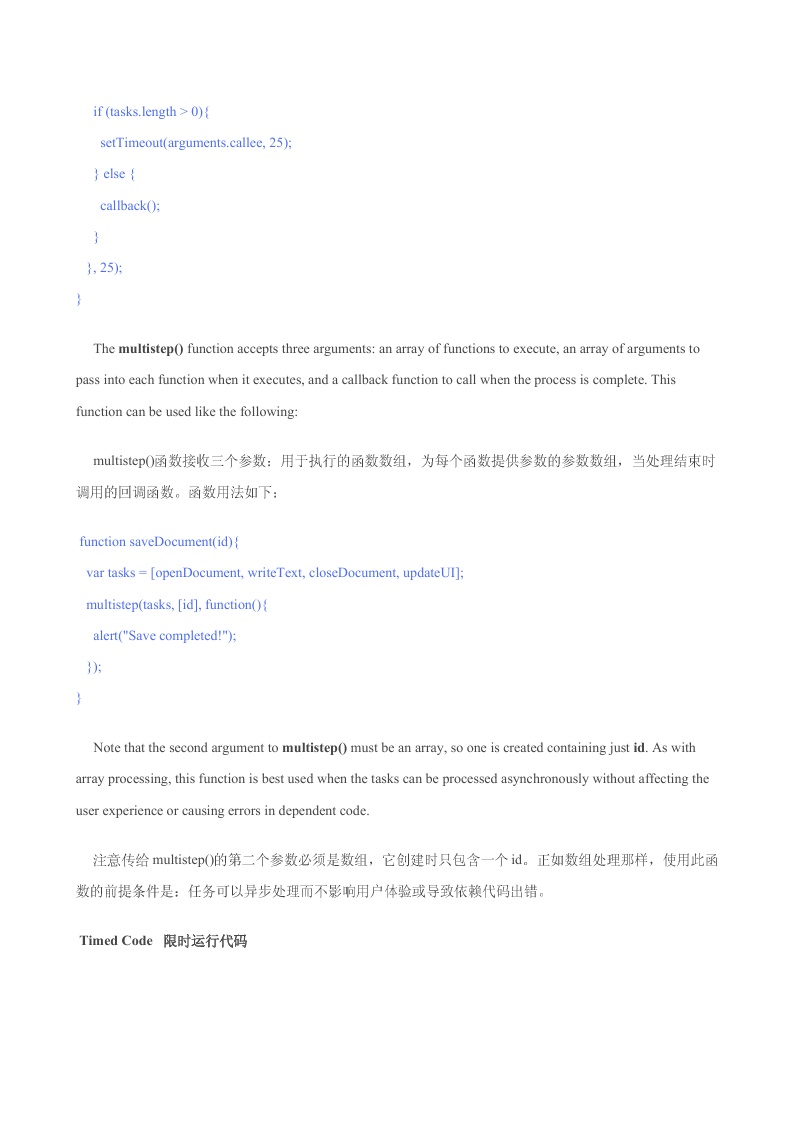 if (tasks.length > 0){
setTimeout(arguments.callee, 25);
} else {
callback();
}
}, 25);
}
The multistep() function accepts three arguments: an array of functions to execute, an array of arguments to
pass into each function when it executes, and a callback function to call when the process is complete. This
function can be used like the following:
multistep()函数接收三个参数：用于执行的函数数组，为每个函数提供参数的参数数组，当处理结束时
调用的回调函数。函数用法如下：
function saveDocument(id){
var tasks = [openDocument, writeText, closeDocument, updateUI];
multistep(tasks, [id], function(){
alert("Save completed!");
});
}
Note that the second argument to multistep() must be an array, so one is created containing just id. As with
array processing, this function is best used when the tasks can be processed asynchronously without affecting the
user experience or causing errors in dependent code.
注意传给 multistep()的第二个参数必须是数组，它创建时只包含一个 id。正如数组处理那样，使用此函
数的前提条件是：任务可以异步处理而不影响用户体验或导致依赖代码出错。
Timed Code 限时运行代码